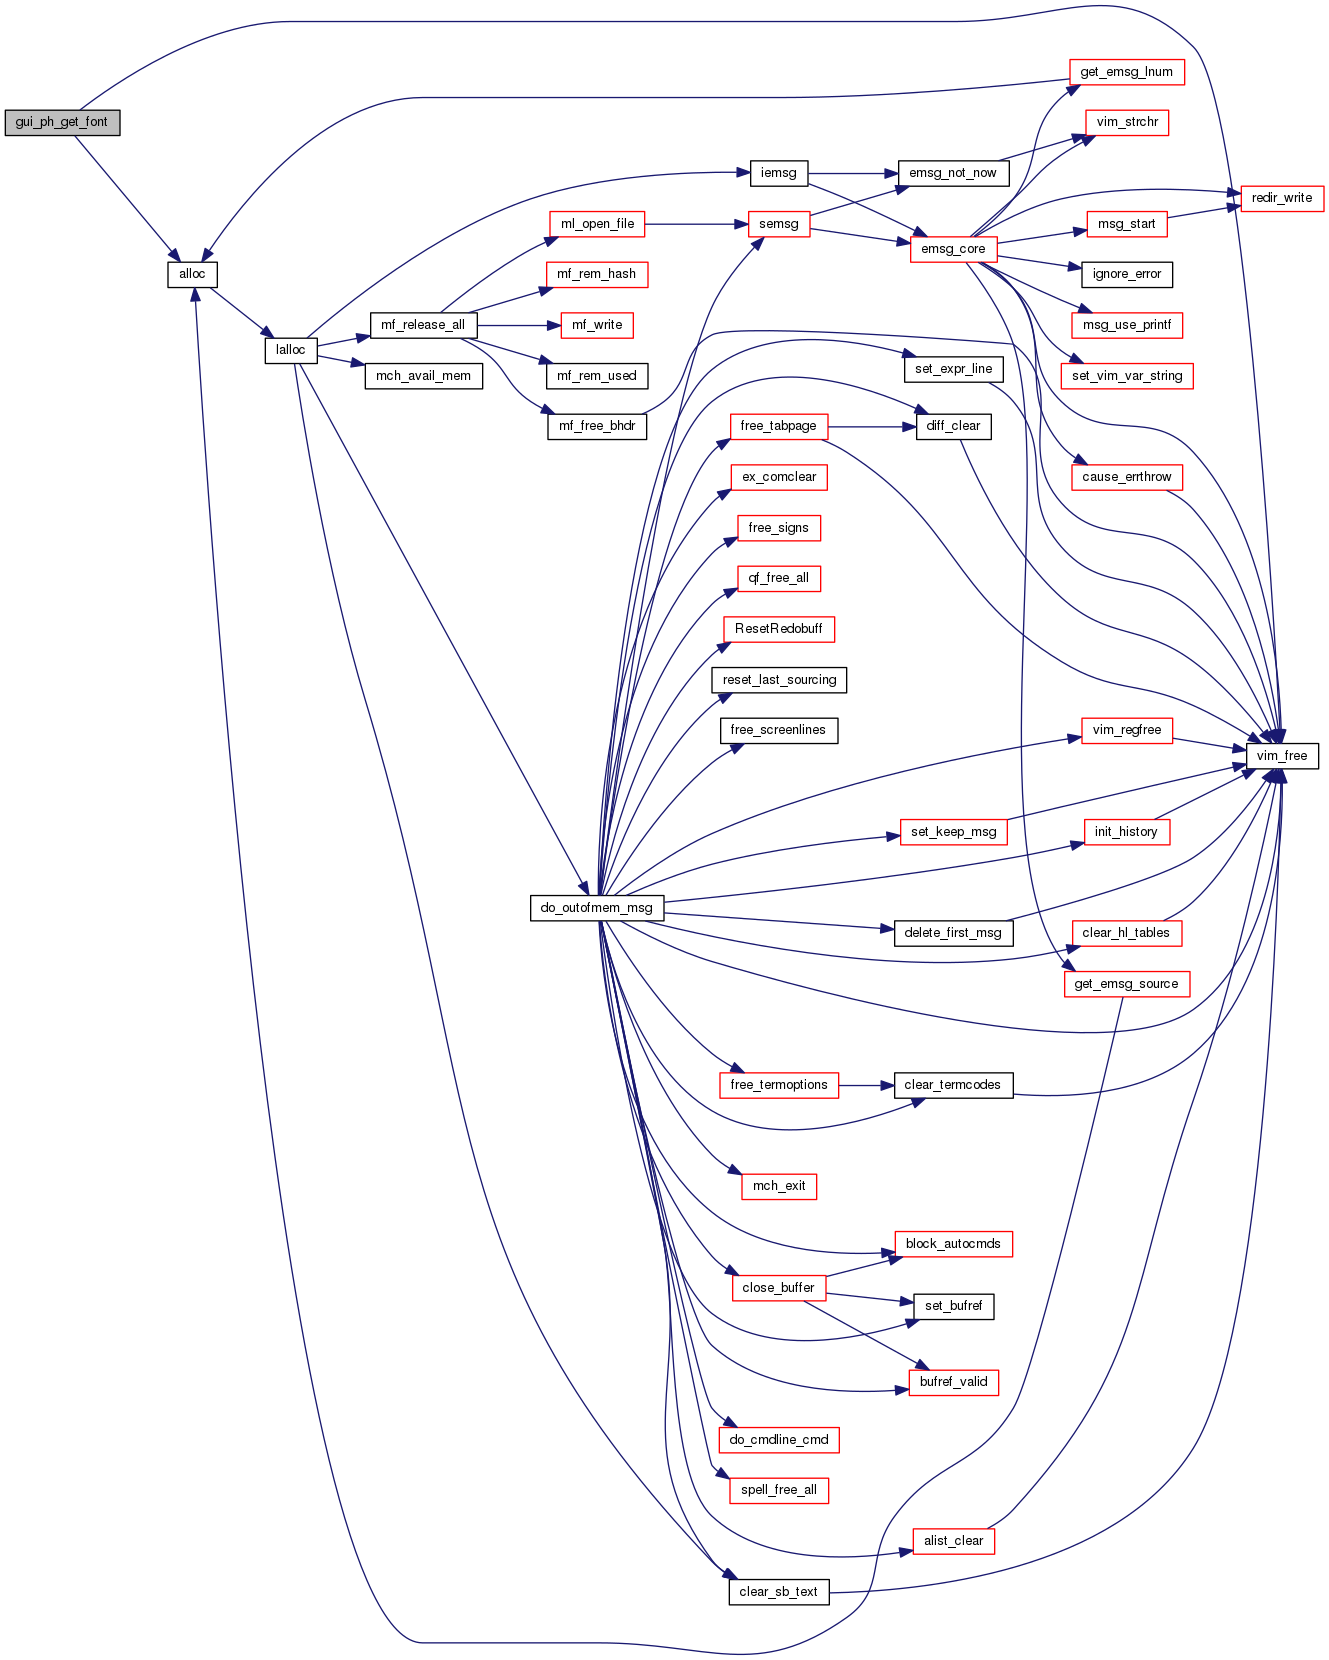 gui_ph_get_font
alloc
lalloc
mf_release_all
mch_avail_mem
ml_open_file
mf_rem_hash
mf_write
mf_rem_used
mf_free_bhdr
do_outofmem_msg
iemsg
semsg
free_tabpage
ex_comclear
free_signs
qf_free_all
ResetRedobuff
reset_last_sourcing
free_screenlines
free_termoptions
mch_exit
close_buffer
do_cmdline_cmd
spell_free_all
clear_sb_text
emsg_not_now
emsg_core
set_expr_line
diff_clear
set_keep_msg
delete_first_msg
clear_termcodes
block_autocmds
set_bufref
bufref_valid
alist_clear
get_emsg_lnum
vim_strchr
msg_start
ignore_error
msg_use_printf
set_vim_var_string
cause_errthrow
vim_regfree
init_history
clear_hl_tables
get_emsg_source
redir_write
vim_free